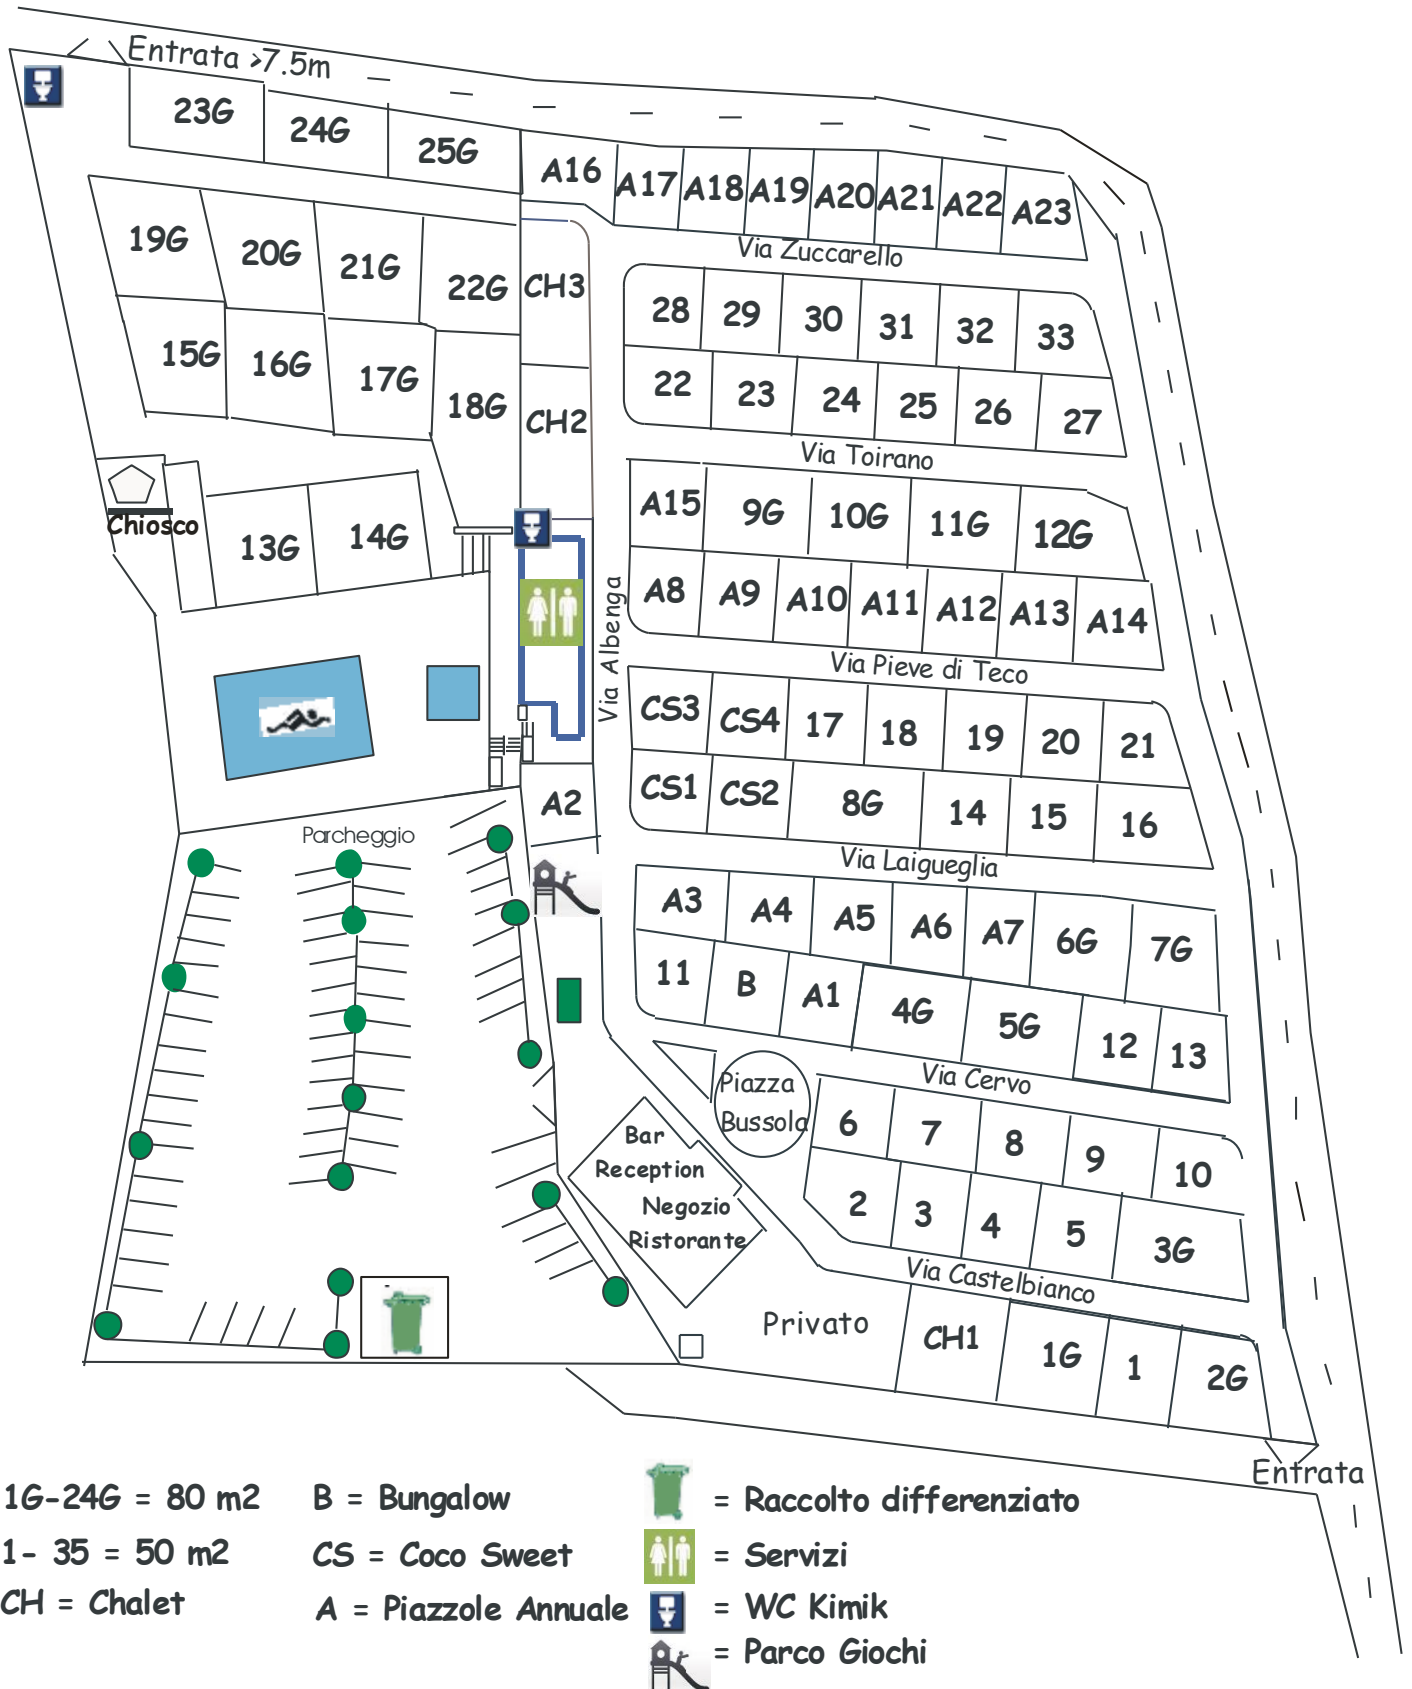 Entrata >7.5m
23G 24G 25G
A16 A17 A18 A19 A20 A21 A22 A23
Via Zuccarello
19G 20G 21G 22G CH3
28 29 30 31 32 33
15G 16G 17G 18G CH2
22 23 24 25 26 27
Via Toirano
Chiosco
13G 14G
A15 9G 10G 11G 12G
A8 A9 A10 A11 A12 A13 A14
Via Albenga
Via Pieve di Teco
CS3 CS4 17 18 19 20 21
CS1 CS2 8G 14 15 16
A2
Parcheggio
Via Laigueglia
A3 A4 A5 A6 A7 6G 7G
11 B A1 4G 5G 12 13
Via Cervo
Piazza
Bussola
6 7 8 9 10
Bar
Reception
Negozio
Ristorante
2 3 4 5 3G
Via Castelbianco
Privato
CH1 1G 1 2G
Entrata
1G-24G = 80 m2
1- 35 = 50 m2
CH = Chalet
B = Bungalow
CS = Coco Sweet
A = Piazzole Annuale
= Raccolto differenziato
= Servizi
= WC Kimik
= Parco Giochi